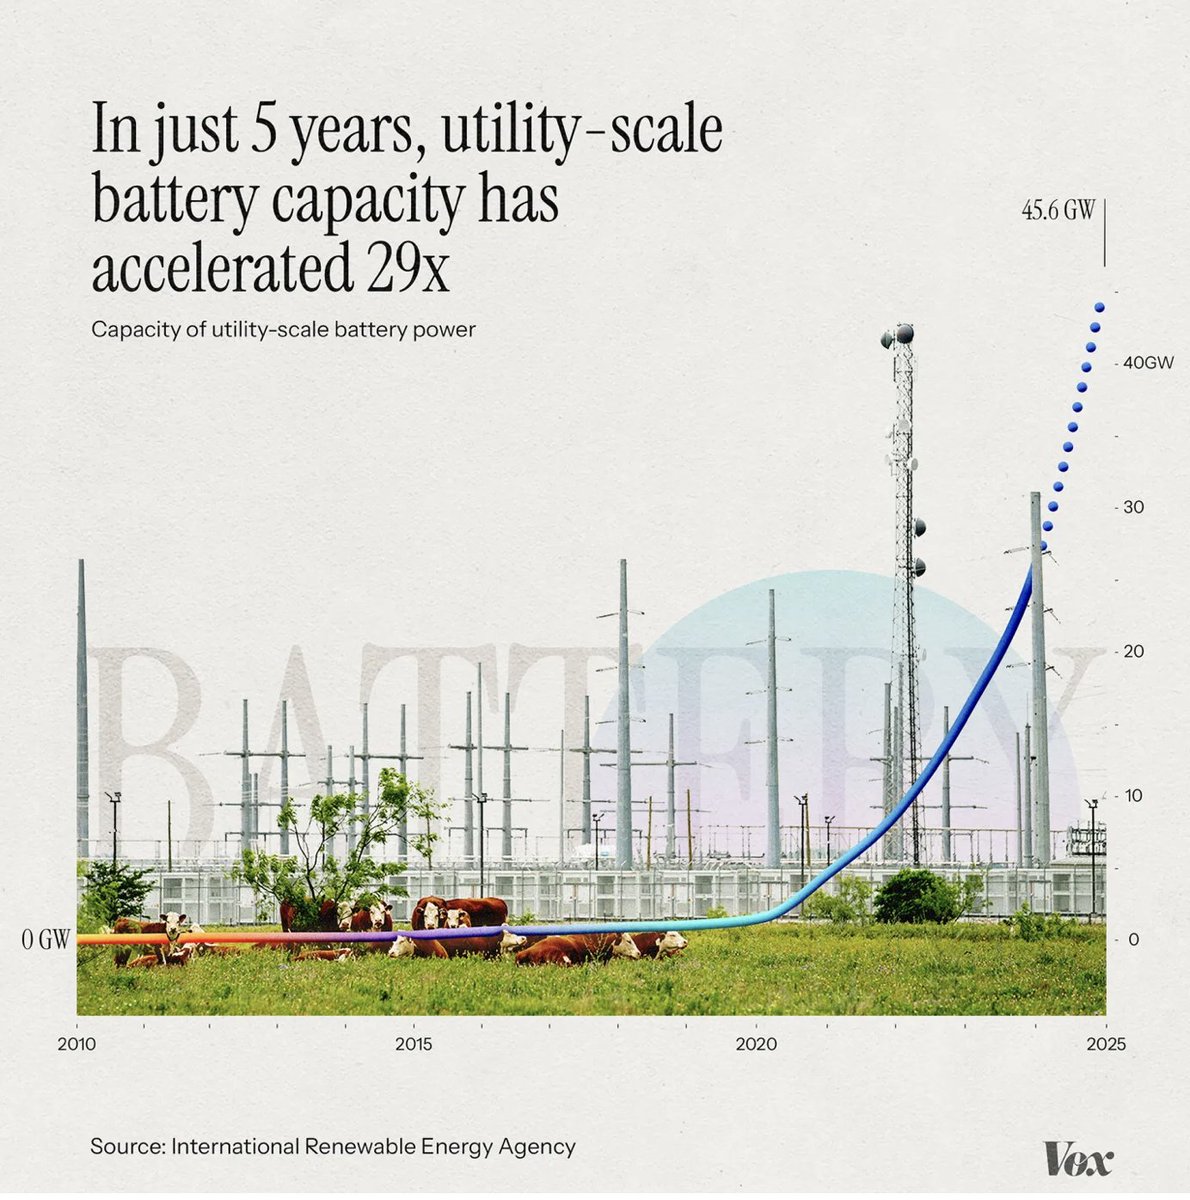 In just 5 years, utility-scale
battery capacity has
accelerated 29x
Capacity of utility-scale battery power
45.6 GW
40GW
30
20
BATTERY
10
0 GW
0
2010
2015
2020
2025
Source: International Renewable Energy Agency
Vox